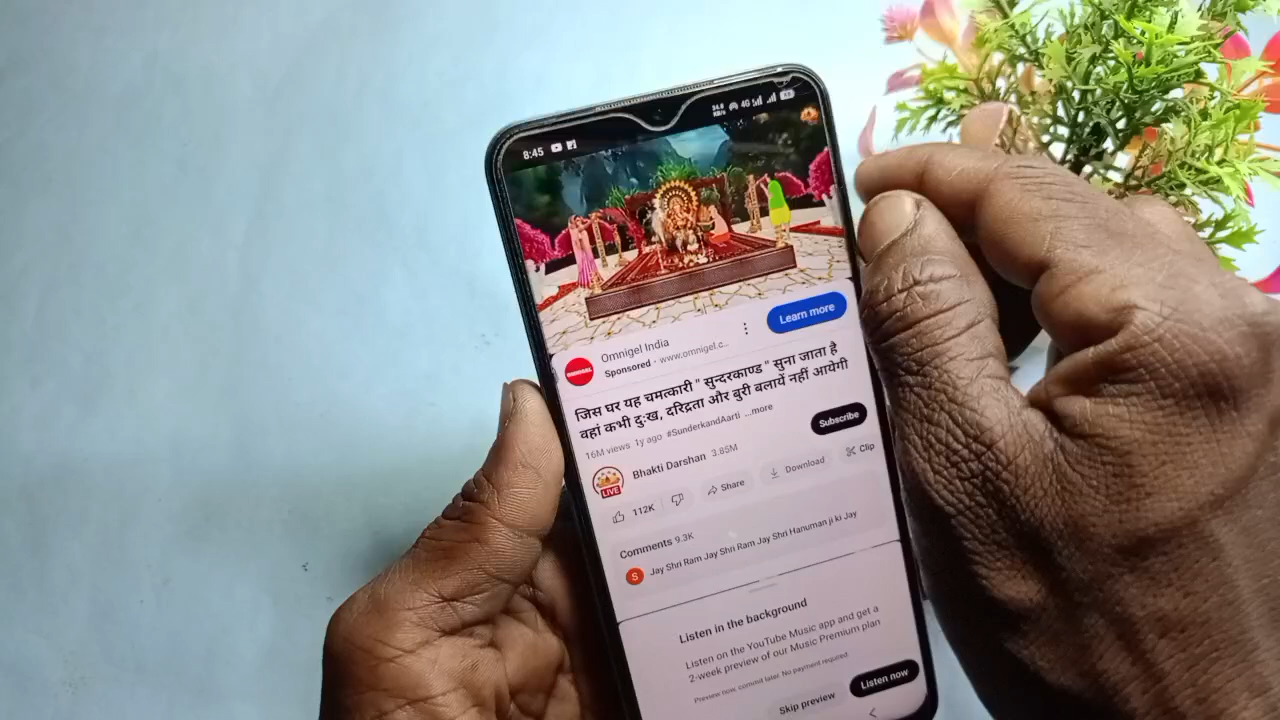 8:45
4G
Omnigel India
Sponsored · www.omnigel.c...
Learn more
OMNIGEL
जिस घर यह चमत्कारी " सुन्दरकाण्ड " सुना जाता है
वहां कभी दुःख, दरिद्रता और बुरी बलायें नहीं आयेगी
16M views 1y ago #SunderkandAarti ...more
Bhakti Darshan 3.85M
Subscribe
LIVE
112K
Share
Download
Clip
Comments 9.3K
S
Jay Shri Ram Jay Shri Ram Jay Shri Hanuman ji ki Jay
Listen in the background
Listen on the YouTube Music app and get a
2-week preview of our Music Premium plan
Preview now, commit later. No payment required.
Skip preview
Listen now